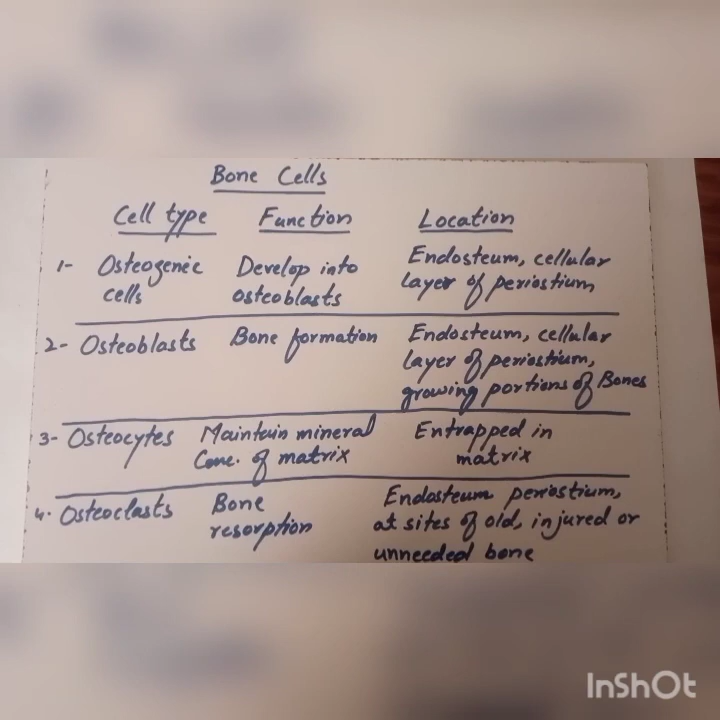 Bone Cells
Cell type Function Location
1- Osteogenic Develop into Endosteum, cellular
cells osteoblasts layer of periostium
2- Osteoblasts Bone formation Endosteum, cellular
layer of periostium,
growing portions of Bones
3- Osteocytes Maintain mineral Entrapped in
Conc. of matrix matrix
4. Osteoclasts Bone Endosteum periostium,
resorption at sites of old, injured or
unneeded bone
InShOt